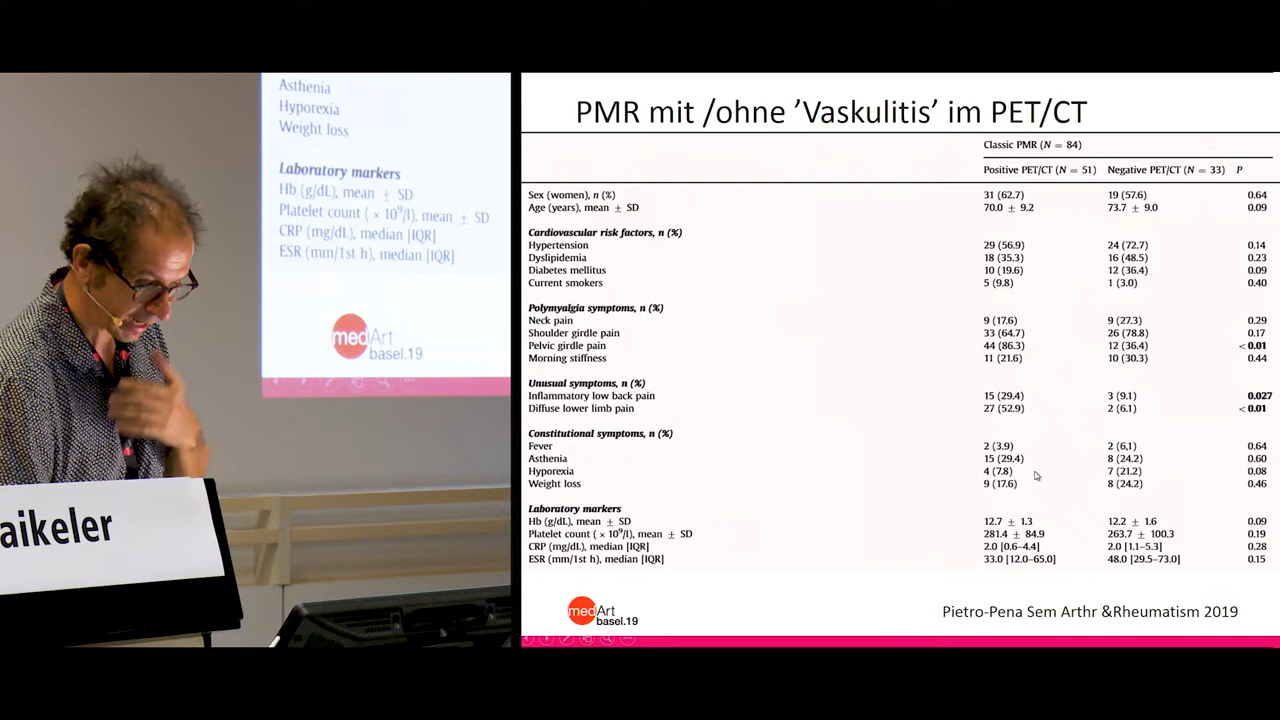 Asthenia
Hyporexia
Weight loss
Laboratory markers
Hb (g/dL), mean ± SD
Platelet count ( × 10⁹/l), mean ± SD
CRP (mg/dL), median [IQR]
ESR (mm/1st h), median [IQR]
medArt
basel.19
aikeler
PMR mit /ohne ’Vaskulitis’ im PET/CT
Classic PMR (N = 84)
Positive PET/CT (N = 51) Negative PET/CT (N = 33) P
Sex (women), n (%) 31 (62.7) 19 (57.6) 0.64
Age (years), mean ± SD 70.0 ± 9.2 73.7 ± 9.0 0.09
Cardiovascular risk factors, n (%)
Hypertension 29 (56.9) 24 (72.7) 0.14
Dyslipidemia 18 (35.3) 16 (48.5) 0.23
Diabetes mellitus 10 (19.6) 12 (36.4) 0.09
Current smokers 5 (9.8) 1 (3.0) 0.40
Polymyalgia symptoms, n (%)
Neck pain 9 (17.6) 9 (27.3) 0.29
Shoulder girdle pain 33 (64.7) 26 (78.8) 0.17
Pelvic girdle pain 44 (86.3) 12 (36.4) <0.01
Morning stiffness 11 (21.6) 10 (30.3) 0.44
Unusual symptoms, n (%)
Inflammatory low back pain 15 (29.4) 3 (9.1) 0.027
Diffuse lower limb pain 27 (52.9) 2 (6.1) <0.01
Constitutional symptoms, n (%)
Fever 2 (3.9) 2 (6,1) 0.64
Asthenia 15 (29.4) 8 (24.2) 0.60
Hyporexia 4 (7.8) 7 (21.2) 0.08
Weight loss 9 (17.6) 8 (24.2) 0.46
Laboratory markers
Hb (g/dL), mean ± SD 12.7 ± 1.3 12.2 ± 1.6 0.09
Platelet count ( × 10⁹/l), mean ± SD 281.4 ± 84.9 263.7 ± 100.3 0.19
CRP (mg/dL), median [IQR] 2.0 [0.6–4.4] 2.0 [1.1–5.3] 0.28
ESR (mm/1st h), median [IQR] 33.0 [12.0–65.0] 48.0 [29.5–73.0] 0.15
medArt
basel.19
Pietro-Pena Sem Arthr &Rheumatism 2019